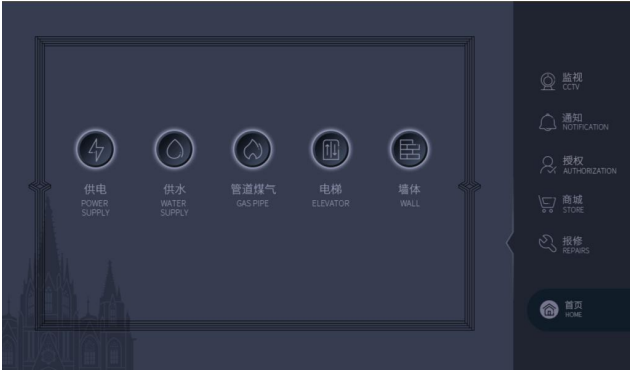 供电
POWER
SUPPLY
供水
WATER
SUPPLY
管道煤气
GAS PIPE
电梯
ELEVATOR
墙体
WALL
监视
CCTV
通知
NOTIFICATION
授权
AUTHORIZATION
商城
STORE
报修
REPAIRS
首页
HOME